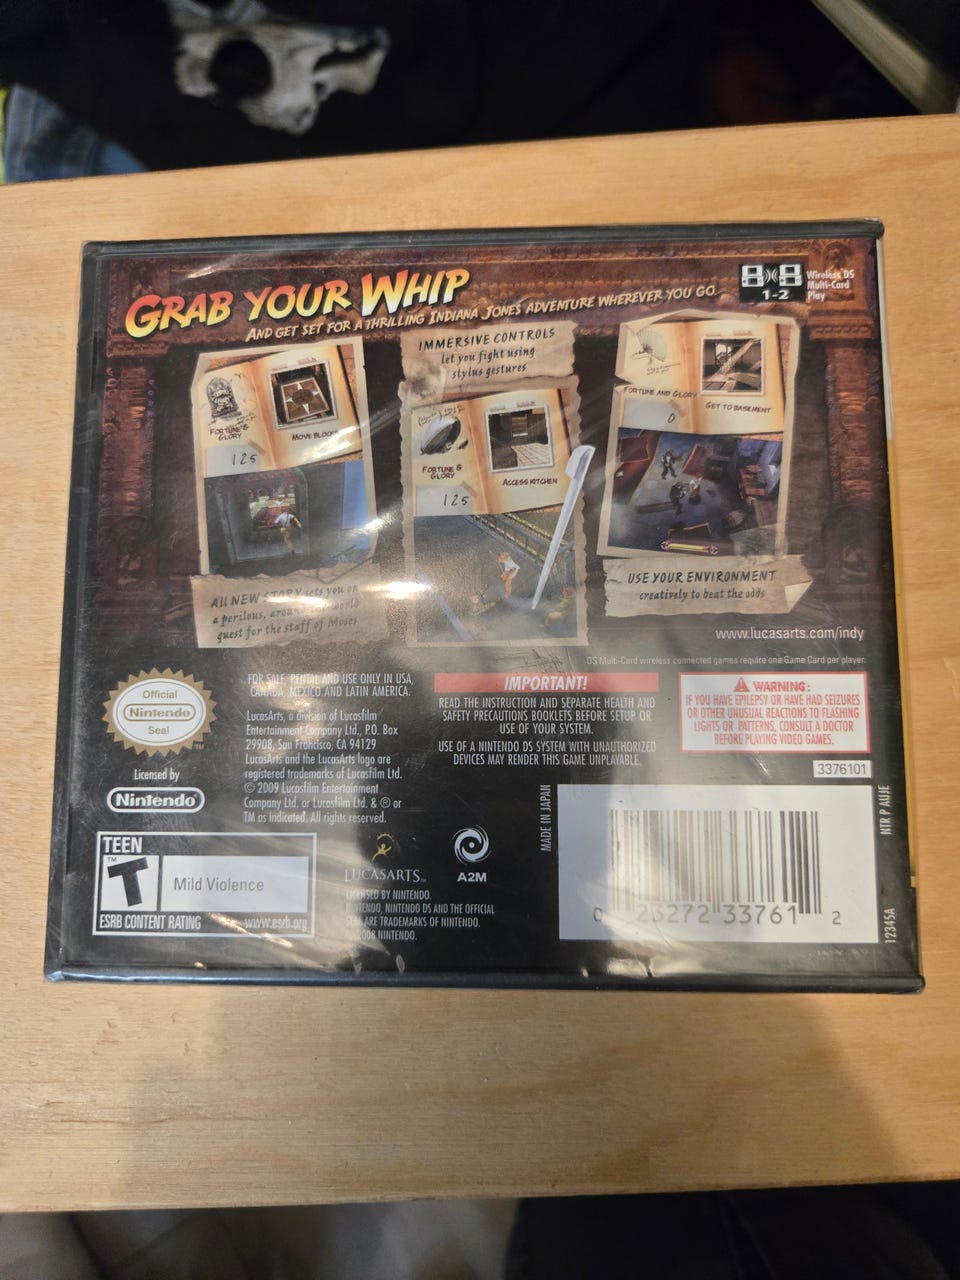 GRAB YOUR WHIP
AND GET SET FOR A THRILLING INDIANA JONES ADVENTURE WHEREVER YOU GO.
1-2
Wireless DS
Multi-Card
Play
FORTUNE &
GLORY
MOVE BLOCK
125
ALL NEW STORY sets you on
a perilous, around world
quest for the staff of Moses
IMMERSIVE CONTROLS
let you fight using
stylus gestures
FORTUNE &
GLORY
ACCESS KITCHEN
125
FORTUNE AND GLORY
GET TO BASEMENT
0
USE YOUR ENVIRONMENT
creatively to beat the odds
www.lucasarts.com/indy
DS Multi-Card wireless connected games require one Game Card per player.
Official
Nintendo
Seal
Licensed by
Nintendo
FOR SALE, RENTAL AND USE ONLY IN USA,
CANADA, MEXICO AND LATIN AMERICA.
LucasArts, a division of Lucasfilm
Entertainment Company Ltd., P.O. Box
29908, San Francisco, CA 94129
LucasArts and the LucasArts logo are
registered trademarks of Lucasfilm Ltd.
© 2009 Lucasfilm Entertainment
Company Ltd. or Lucasfilm Ltd. & ® or
TM as indicated. All rights reserved.
IMPORTANT!
READ THE INSTRUCTION AND SEPARATE HEALTH AND
SAFETY PRECAUTIONS BOOKLETS BEFORE SETUP OR
USE OF YOUR SYSTEM.
USE OF A NINTENDO DS SYSTEM WITH UNAUTHORIZED
DEVICES MAY RENDER THIS GAME UNPLAYABLE.
WARNING:
IF YOU HAVE EPILEPSY OR HAVE HAD SEIZURES
OR OTHER UNUSUAL REACTIONS TO FLASHING
LIGHTS OR PATTERNS, CONSULT A DOCTOR
BEFORE PLAYING VIDEO GAMES.
3376101
TEEN
T
TM
Mild Violence
ESRB CONTENT RATING
www.esrb.org
LUCASARTS
TM
A2M
LICENSED BY NINTENDO.
NINTENDO, NINTENDO DS AND THE OFFICIAL
SEAL ARE TRADEMARKS OF NINTENDO.
2008 NINTENDO.
MADE IN JAPAN
0 23272 33761 2
NTR P AUJE
12345A